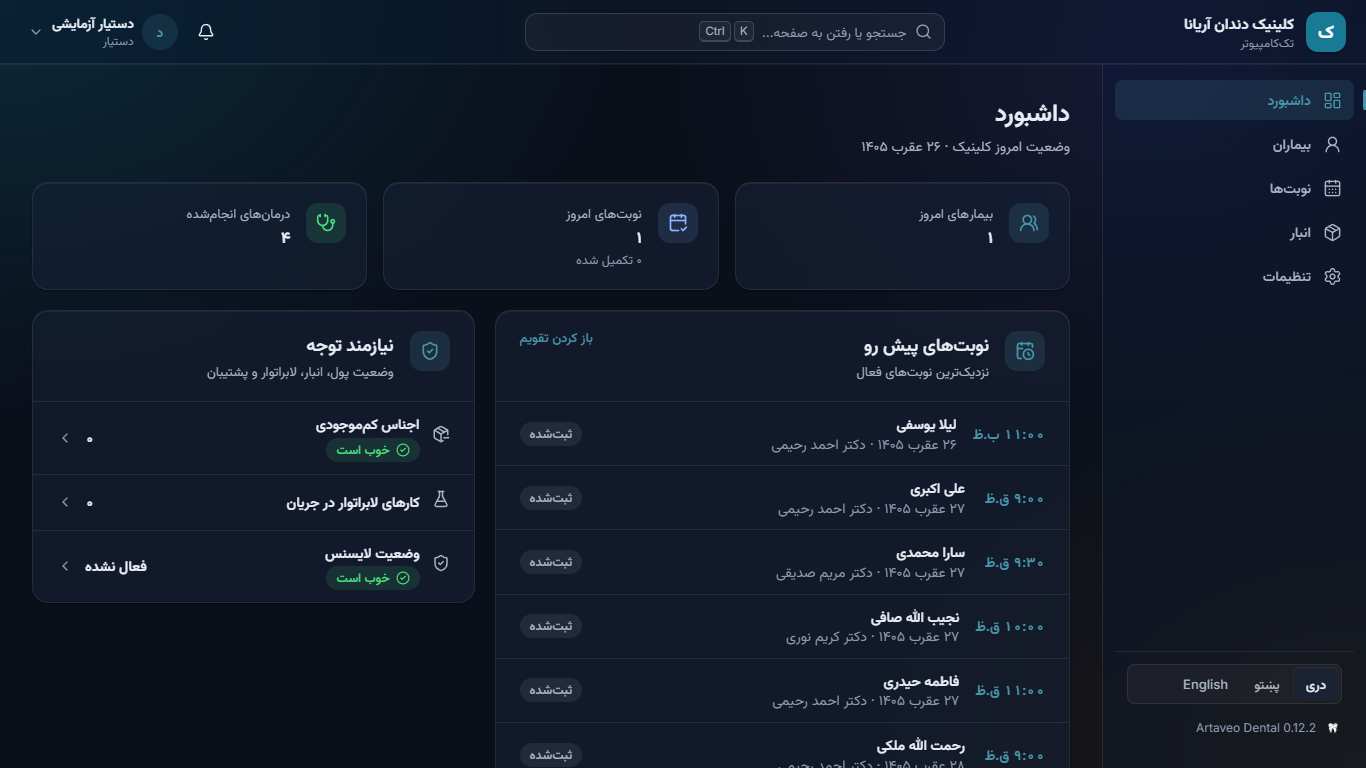 کلینیک دندان آریانا
تک‌کامپیوتر
ک
جستجو یا رفتن به صفحه...
Ctrl K
دستیار آزمایشی
دستیار
د
داشبورد
بیماران
نوبت‌ها
انبار
تنظیمات
داشبورد
وضعیت امروز کلینیک · ۲۶ عقرب ۱۴۰۵
بیمارهای امروز
۱
نوبت‌های امروز
۱
۰ تکمیل شده
درمان‌های انجام‌شده
۴
نوبت‌های پیش رو
نزدیک‌ترین نوبت‌های فعال
باز کردن تقویم
۱۱:۰۰ ب.ظ
لیلا یوسفی
۲۶ عقرب ۱۴۰۵ · دکتر احمد رحیمی
ثبت‌شده
۹:۰۰ ق.ظ
علی اکبری
۲۷ عقرب ۱۴۰۵ · دکتر احمد رحیمی
ثبت‌شده
۹:۳۰ ق.ظ
سارا محمدی
۲۷ عقرب ۱۴۰۵ · دکتر مریم صدیقی
ثبت‌شده
۱۰:۰۰ ق.ظ
نجیب الله صافی
۲۷ عقرب ۱۴۰۵ · دکتر کریم نوری
ثبت‌شده
۱۱:۰۰ ق.ظ
فاطمه حیدری
۲۷ عقرب ۱۴۰۵ · دکتر احمد رحیمی
ثبت‌شده
۹:۰۰ ق.ظ
رحمت الله ملکی
۲۸ عقرب ۱۴۰۵ · دکتر احمد رحیمی
ثبت‌شده
نیازمند توجه
وضعیت پول، انبار، لابراتوار و پشتیبان
اجناس کم‌موجودی
خوب است
۰
کارهای لابراتوار در جریان
۰
وضعیت لایسنس
خوب است
فعال نشده
دری
پښتو
English
Artaveo Dental 0.12.2